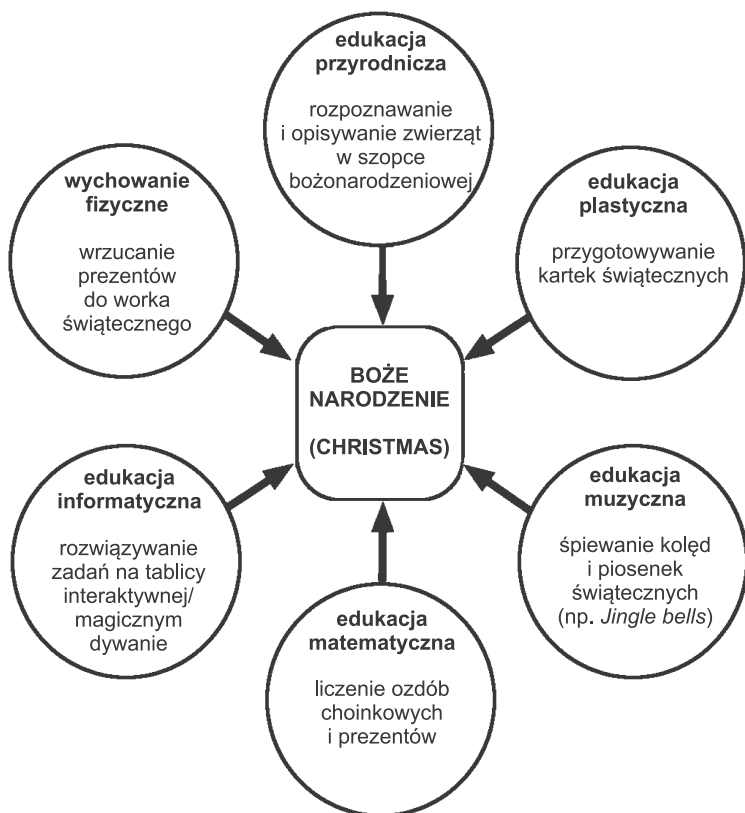 edukacja
przyrodnicza
rozpoznawanie
i opisywanie zwierząt
w szopce
bożonarodzeniowej
wychowanie
fizyczne
wrzucanie
prezentów
do worka
świątecznego
edukacja
plastyczna
przygotowywanie
kartek świątecznych
BOŻE
NARODZENIE
(CHRISTMAS)
edukacja
informatyczna
rozwiązywanie
zadań na tablicy
interaktywnej/
magicznym
dywanie
edukacja
muzyczna
śpiewanie kolęd
i piosenek
świątecznych
(np. Jingle bells)
edukacja
matematyczna
liczenie ozdób
choinkowych
i prezentów